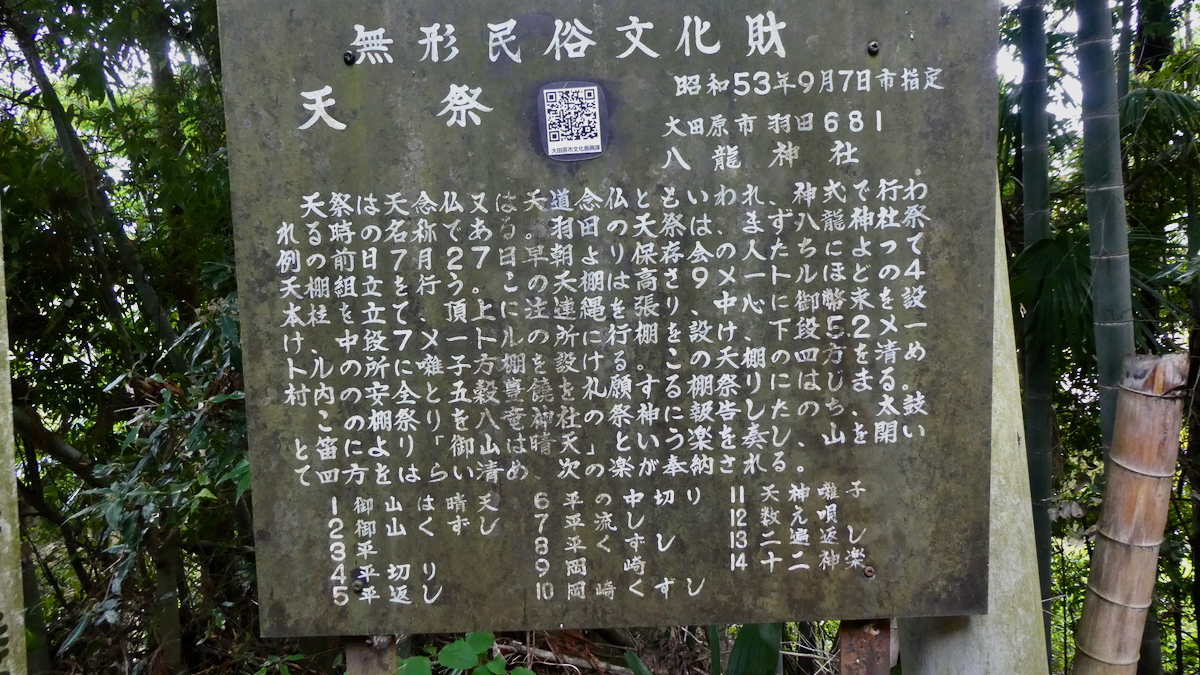 無形民俗文化財
天祭
昭和53年9月7日市指定
大田原市文化振興課
大田原市羽田681
八龍神社
天祭は天念仏又は天道念仏ともいわれ、神式で行わ
れる時の名称である。羽田の天祭は、まず八龍神社祭
例の前日7月27日早朝より保存会の人たちによって
天棚組立を行う。この天棚は高さ9メートルほどの4
本柱を立て、頂上に注連縄を張り、中心に御幣束を設
け、中段7メートルの所に行棚を設け、下段5.2メー
トルの所に囃子方棚を設ける。この天棚の四方を清め
村内の安全と五穀豊饒を祈願する祭りにはじまる。
この棚祭りを八竜神社の祭神に報告したのち、太鼓
と笛により「御山は晴天」という楽を奏し、山を開い
て四方をはらい清め、次の楽が奉納される。
1 御山は晴天
2 御山くずし
3 平
4 平切り
5 平返し
6 平の中切り
7 平流し
8 平くずし
9 岡崎
10 岡崎くずし
11 天神囃子
12 数え唄
13 二遍返し
14 十二神楽